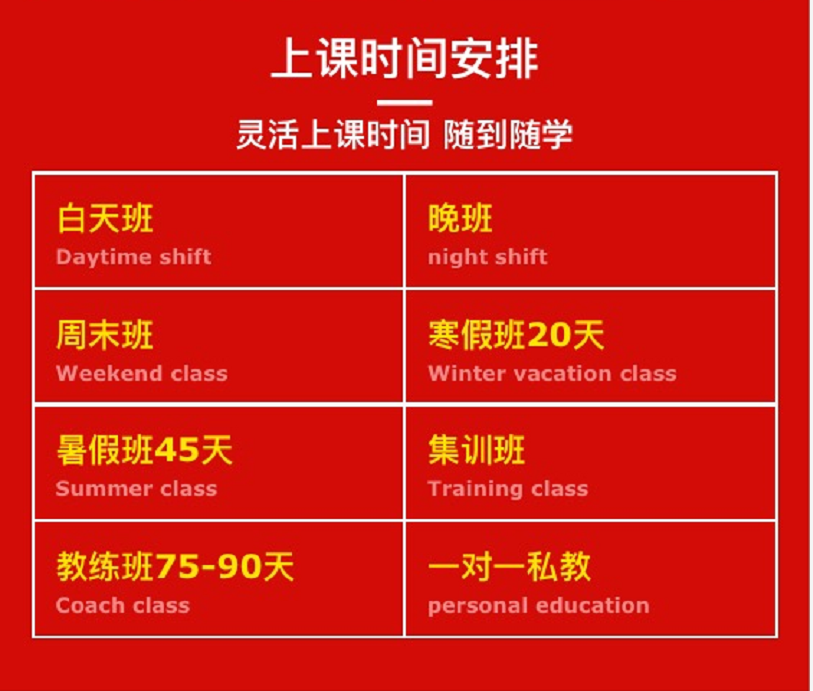 上课时间安排
灵活上课时间 随到随学
白天班
Daytime shift
晚班
night shift
周末班
Weekend class
寒假班20天
Winter vacation class
暑假班45天
Summer class
集训班
Training class
教练班75-90天
Coach class
一对一私教
personal education